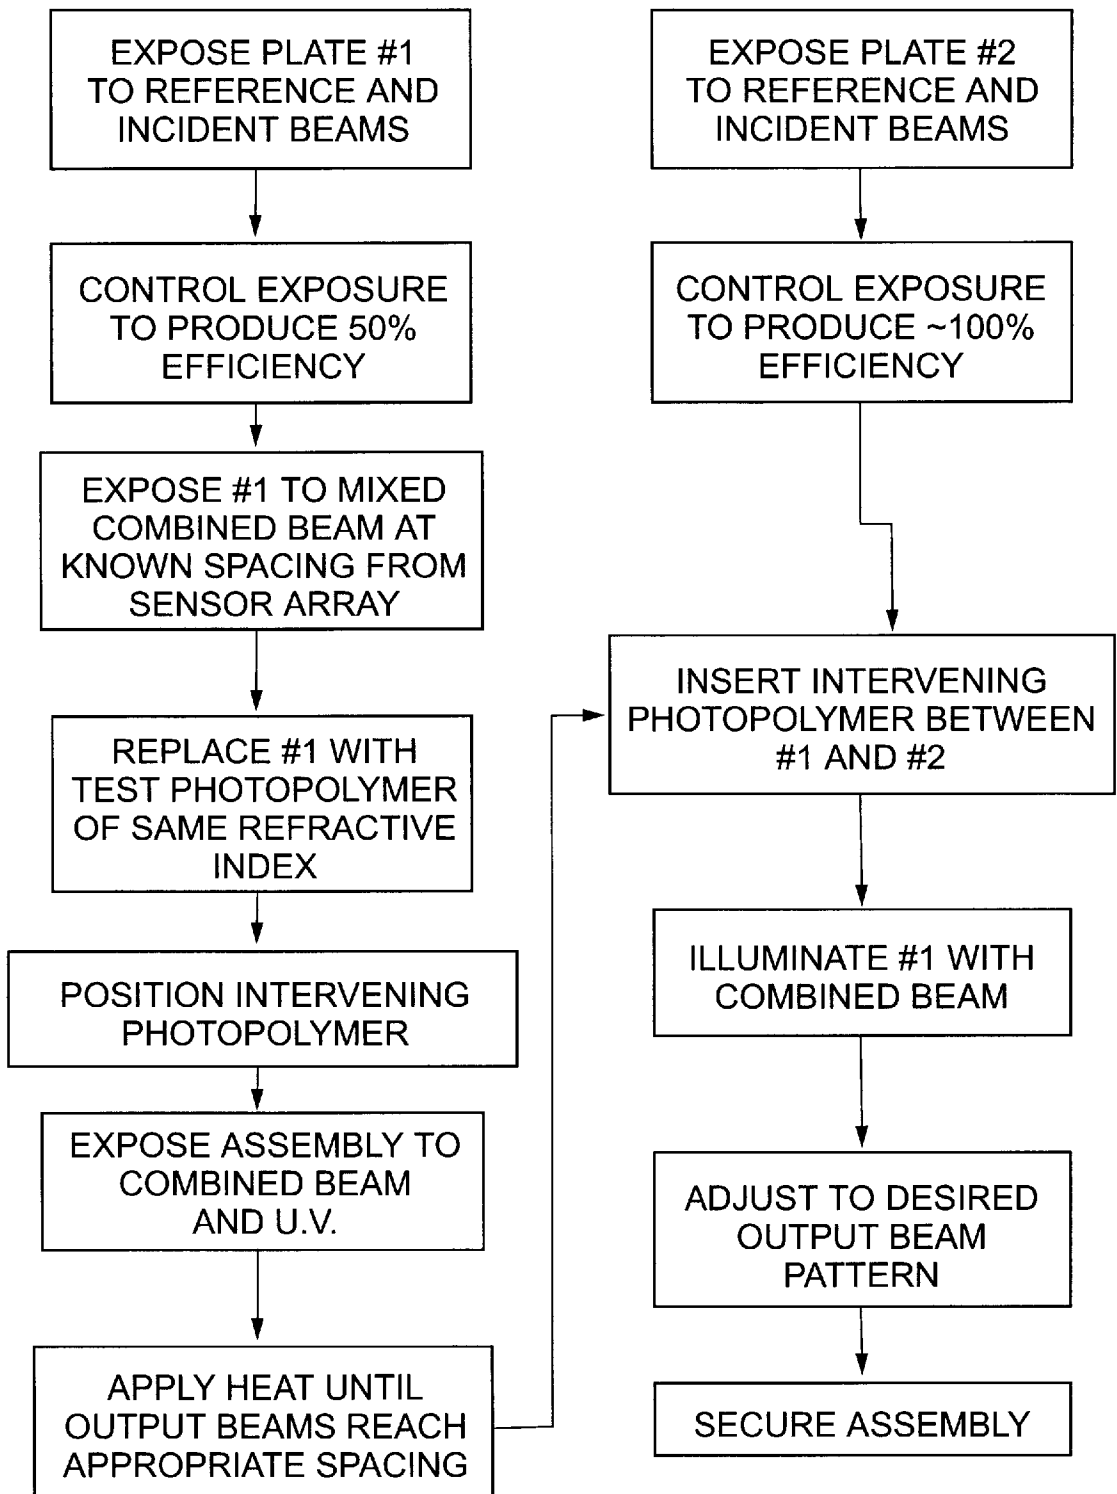 EXPOSE PLATE #1
TO REFERENCE AND
INCIDENT BEAMS
CONTROL EXPOSURE
TO PRODUCE 50%
EFFICIENCY
EXPOSE #1 TO MIXED
COMBINED BEAM AT
KNOWN SPACING FROM
SENSOR ARRAY
REPLACE #1 WITH
TEST PHOTOPOLYMER
OF SAME REFRACTIVE
INDEX
POSITION INTERVENING
PHOTOPOLYMER
EXPOSE ASSEMBLY TO
COMBINED BEAM
AND U.V.
APPLY HEAT UNTIL
OUTPUT BEAMS REACH
APPROPRIATE SPACING
EXPOSE PLATE #2
TO REFERENCE AND
INCIDENT BEAMS
CONTROL EXPOSURE
TO PRODUCE ~100%
EFFICIENCY
INSERT INTERVENING
PHOTOPOLYMER BETWEEN
#1 AND #2
ILLUMINATE #1 WITH
COMBINED BEAM
ADJUST TO DESIRED
OUTPUT BEAM
PATTERN
SECURE ASSEMBLY